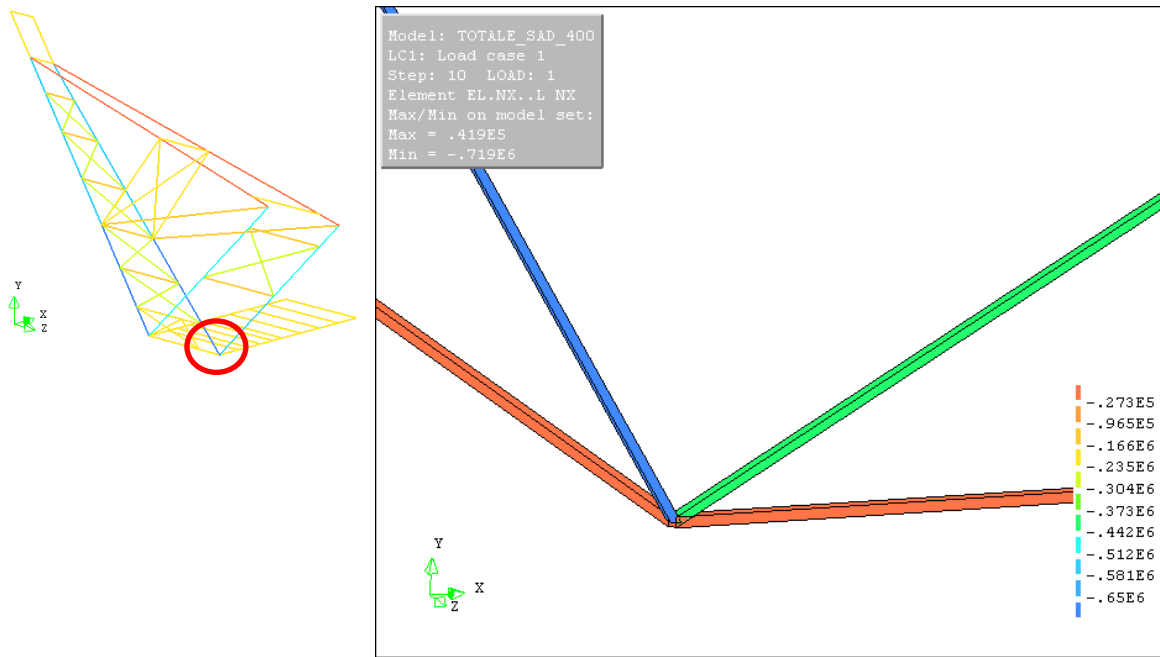 Y
X
Z
Model: TOTALE_SAD_400
LC1: Load case 1
Step: 10 LOAD: 1
Element EL.NX..L NX
Max/Min on model set:
Max = .419E5
Min = -.719E6
Y
X
Z
-.273E5
-.965E5
-.166E6
-.235E6
-.304E6
-.373E6
-.442E6
-.512E6
-.581E6
-.65E6